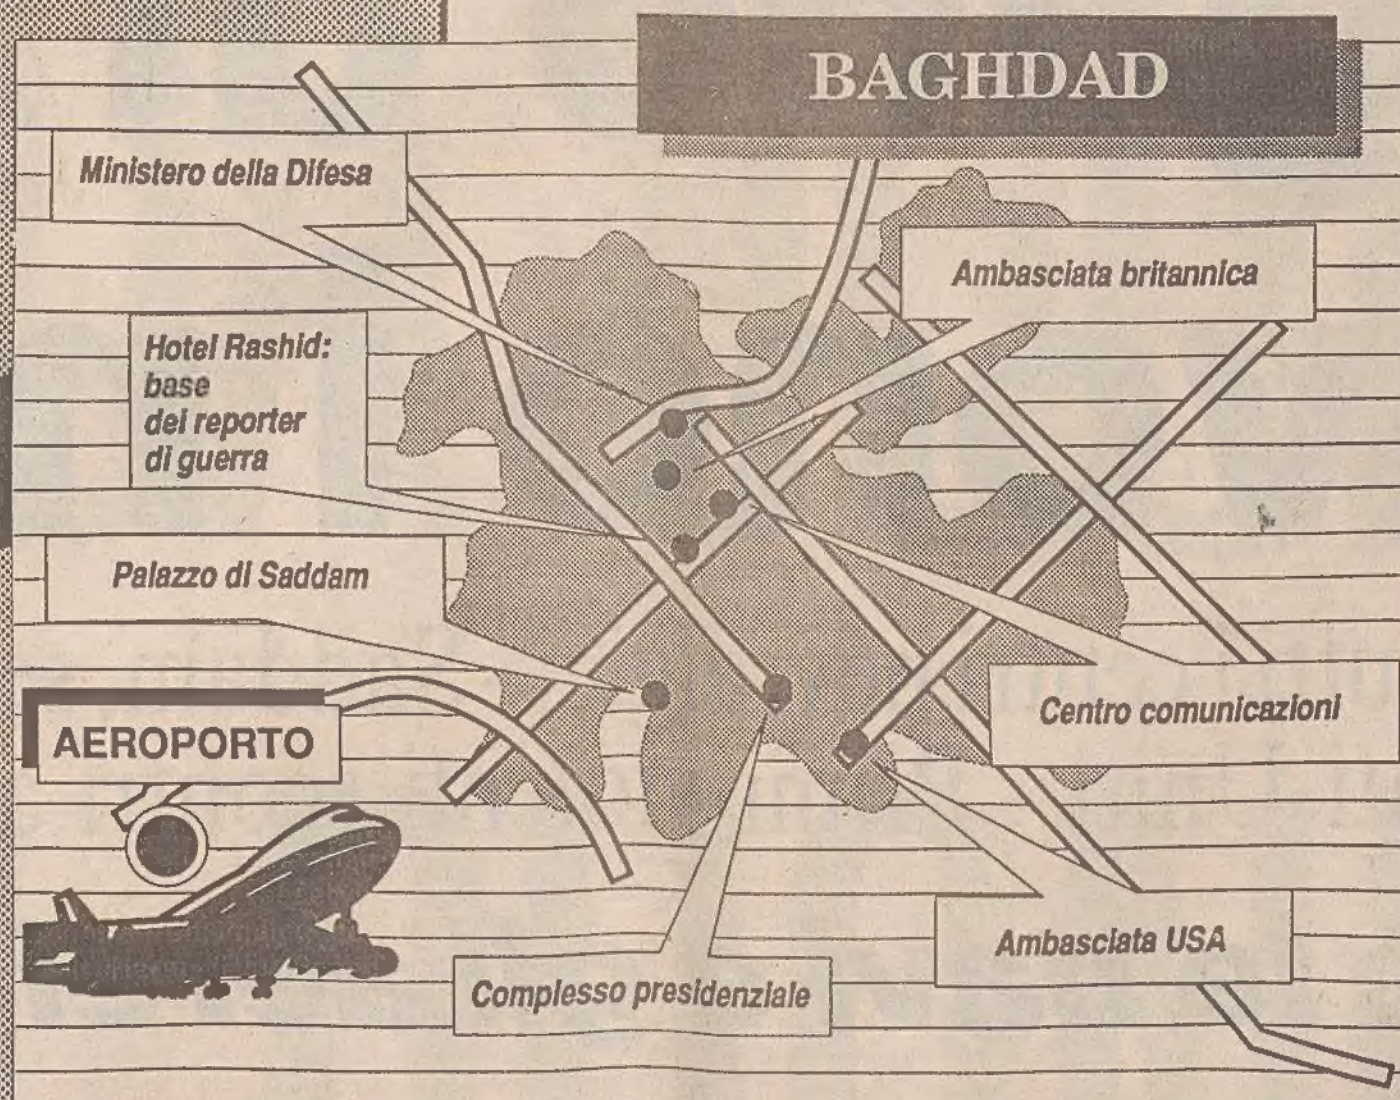 BAGHDAD
Ministero della Difesa
Ambasciata britannica
Hotel Rashid:
base
dei reporter
di guerra
Palazzo di Saddam
AEROPORTO
Centro comunicazioni
Ambasciata USA
Complesso presidenziale